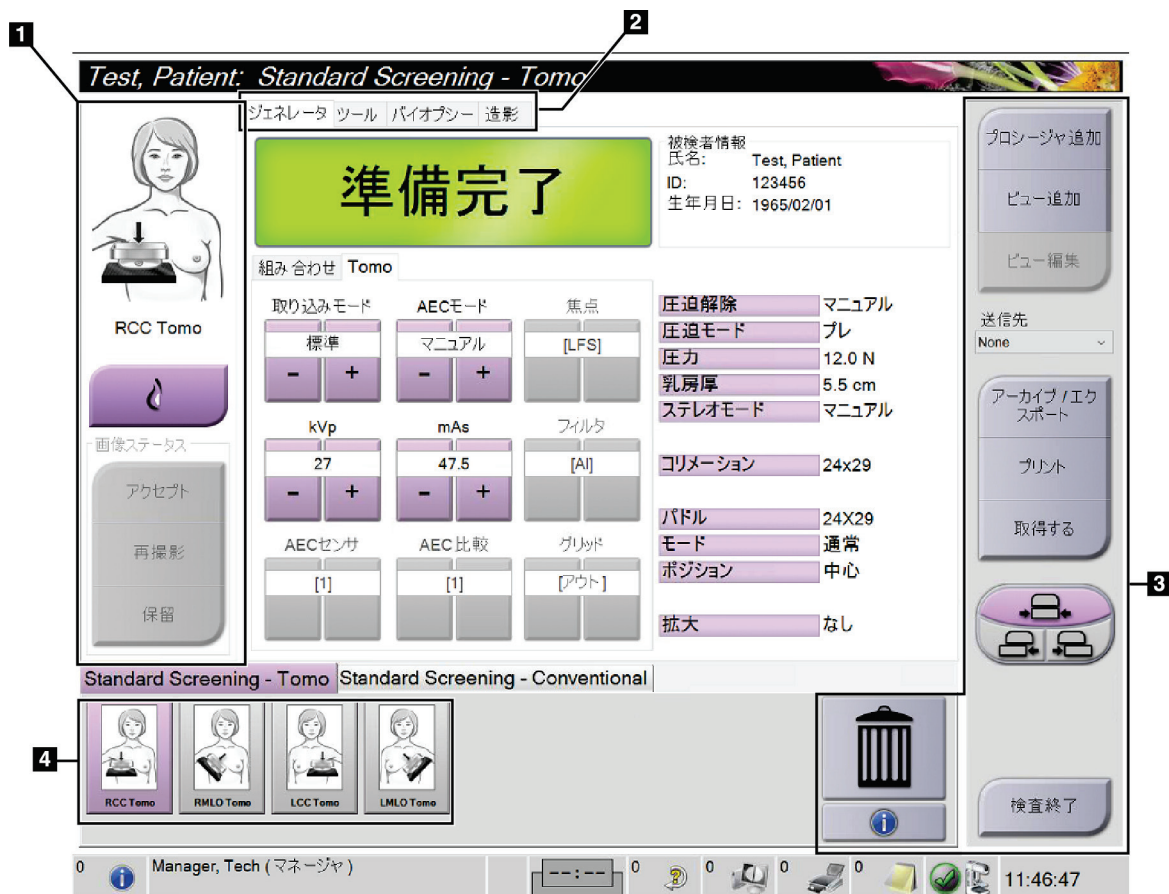 1
2
Test, Patient: Standard Screening - Tomo
ジェネレータ ツール バイオプシー 造影
準備完了
被検者情報
氏名: Test, Patient
ID: 123456
生年月日: 1965/02/01
プロシージャ追加
ビュー追加
ビュー編集
送信先
None
アーカイブ / エク
スポート
プリント
取得する
3
検査終了
RCC Tomo
画像ステータス
アクセプト
再撮影
保留
組み合わせ Tomo
取り込みモード AECモード 焦点
標準 マニュアル [LFS]
- + - +
kVp mAs フィルタ
27 47.5 [Al]
- + - +
AECセンサ AEC比較 グリッド
[1] [1] [アウト]
圧迫解除 マニュアル
圧迫モード プレ
圧力 12.0 N
乳房厚 5.5 cm
ステレオモード マニュアル
コリメーション 24x29
パドル 24X29
モード 通常
ポジション 中心
拡大 なし
Standard Screening - Tomo Standard Screening - Conventional
4
RCC Tomo RMLO Tomo LCC Tomo LMLO Tomo
0 Manager, Tech (マネージャ) --:-- 0 0 0 0 11:46:47